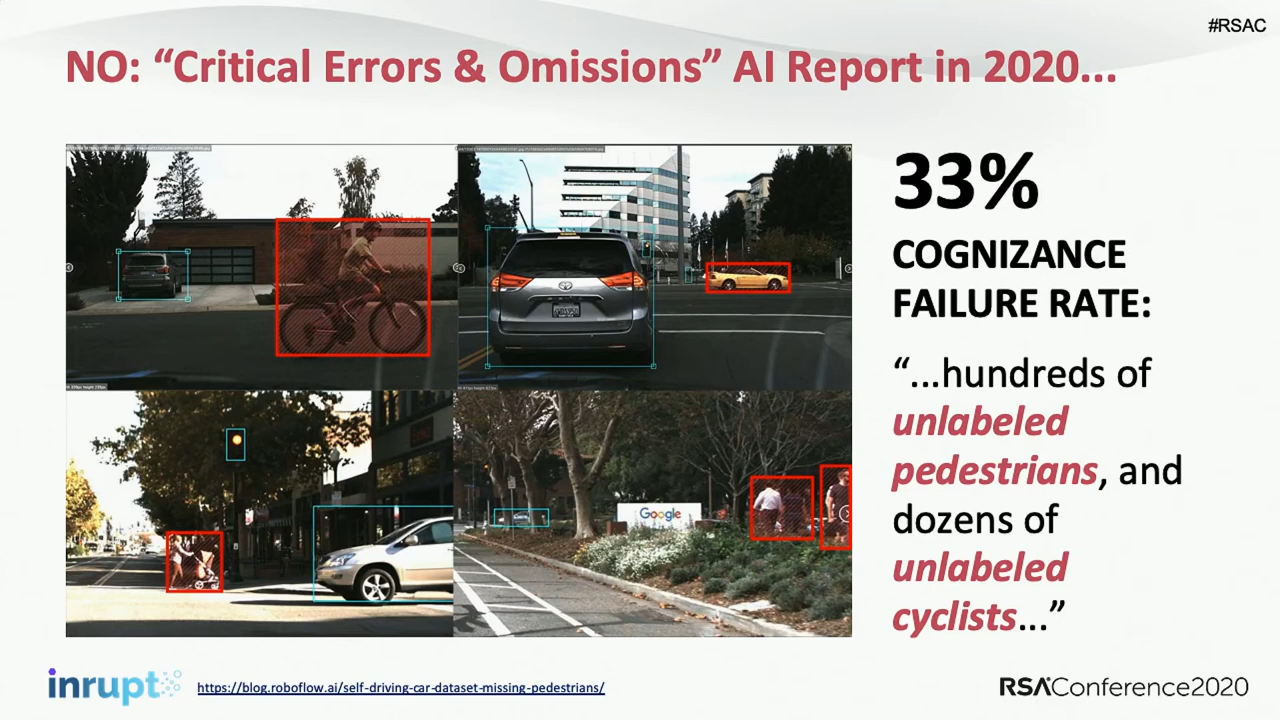 #RSAC
NO: “Critical Errors & Omissions” AI Report in 2020...
33%
COGNIZANCE
FAILURE RATE:
“...hundreds of
unlabeled
pedestrians, and
dozens of
unlabeled
cyclists...”
Google
inrupt
https://blog.roboflow.ai/self-driving-car-dataset-missing-pedestrians/
RSAConference2020